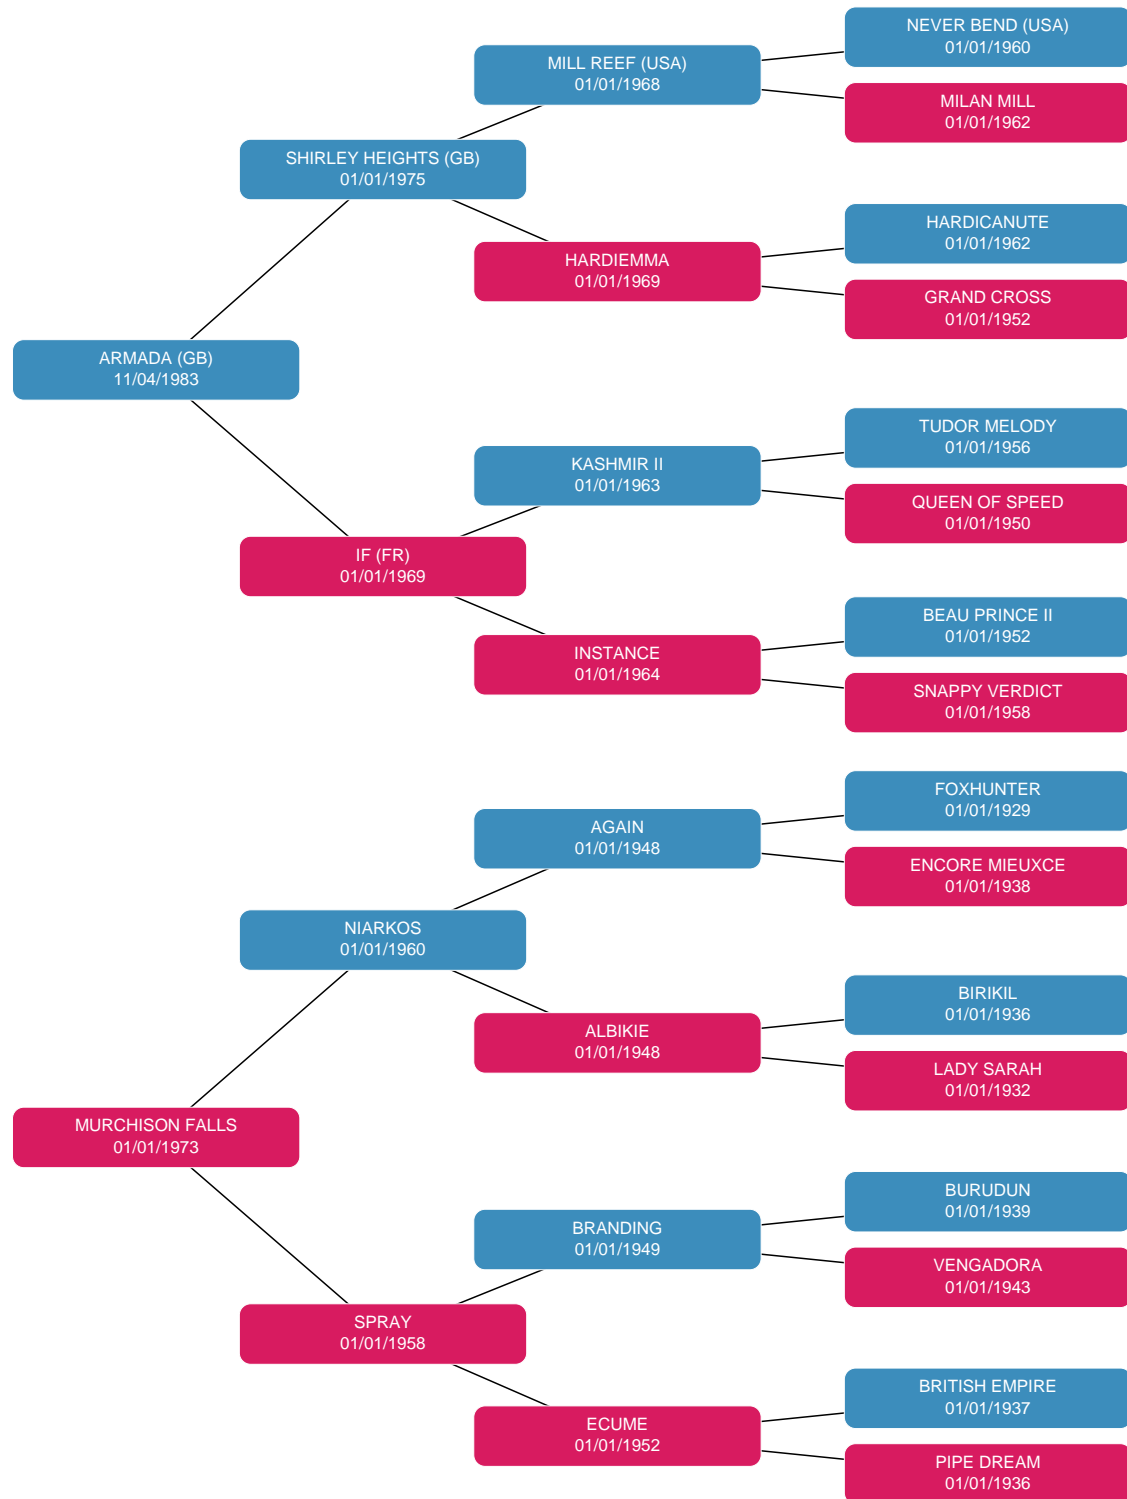 NEVER BEND (USA)
01/01/1960
MILL REEF (USA)
01/01/1968
MILAN MILL
01/01/1962
SHIRLEY HEIGHTS (GB)
01/01/1975
HARDICANUTE
01/01/1962
HARDIEMMA
01/01/1969
GRAND CROSS
01/01/1952
ARMADA (GB)
11/04/1983
TUDOR MELODY
01/01/1956
KASHMIR II
01/01/1963
QUEEN OF SPEED
01/01/1950
IF (FR)
01/01/1969
BEAU PRINCE II
01/01/1952
INSTANCE
01/01/1964
SNAPPY VERDICT
01/01/1958
FOXHUNTER
01/01/1929
AGAIN
01/01/1948
ENCORE MIEUXCE
01/01/1938
NIARKOS
01/01/1960
BIRIKIL
01/01/1936
ALBIKIE
01/01/1948
LADY SARAH
01/01/1932
MURCHISON FALLS
01/01/1973
BURUDUN
01/01/1939
BRANDING
01/01/1949
VENGADORA
01/01/1943
SPRAY
01/01/1958
BRITISH EMPIRE
01/01/1937
ECUME
01/01/1952
PIPE DREAM
01/01/1936